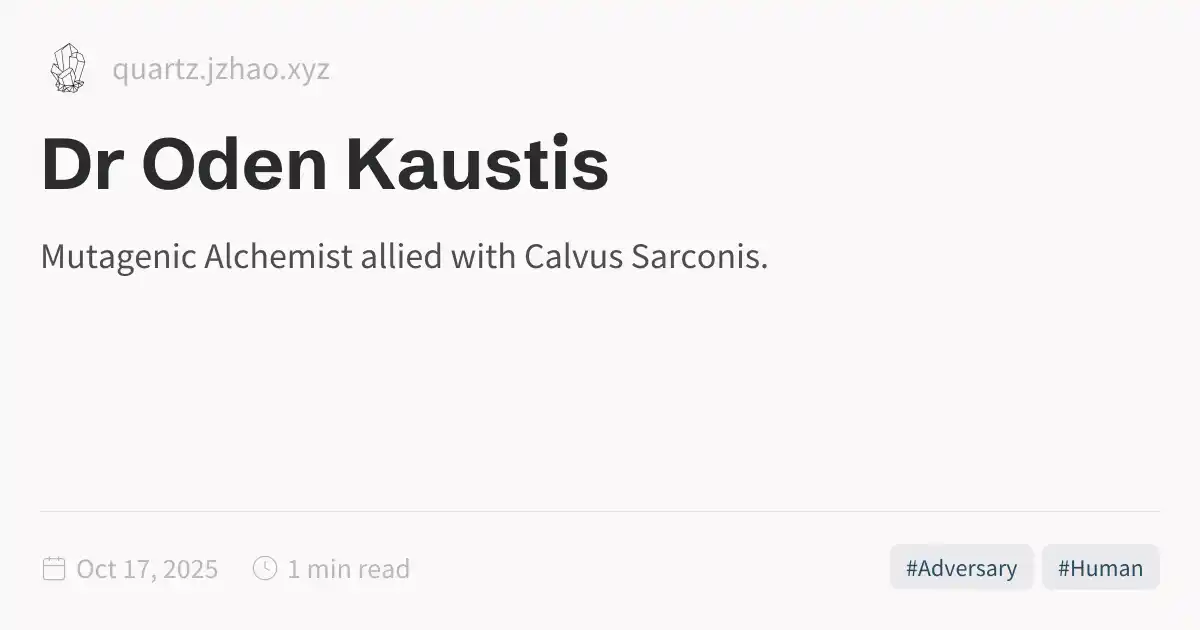 quartz.jzhao.xyz
Dr Oden Kaustis
Mutagenic Alchemist allied with Calvus Sarconis.
Oct 17, 2025 1 min read #Adversary #Human